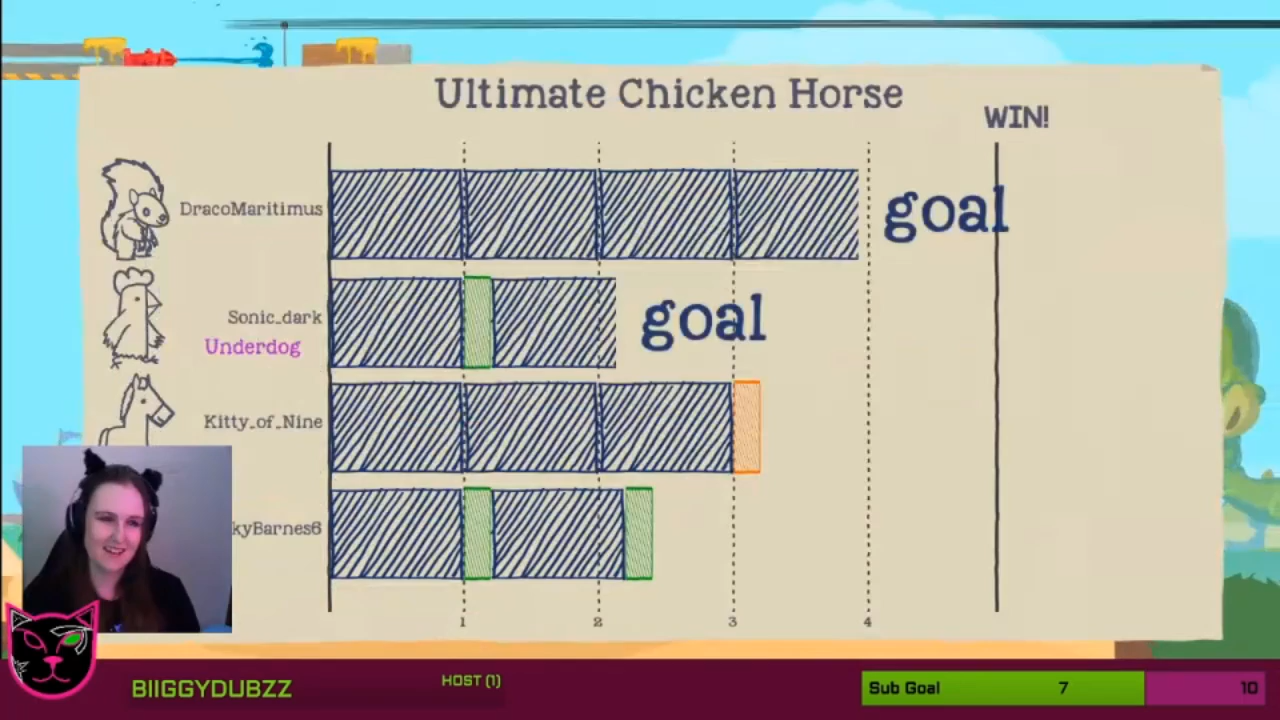 Ultimate Chicken Horse
WIN!
DracoMaritimus
goal
Sonic_dark
goal
Underdog
Kitty_of_Nine
kyBarnes6
1 2 3 4
BIIGGYDUBZZ
HOST (1)
Sub Goal 7 10